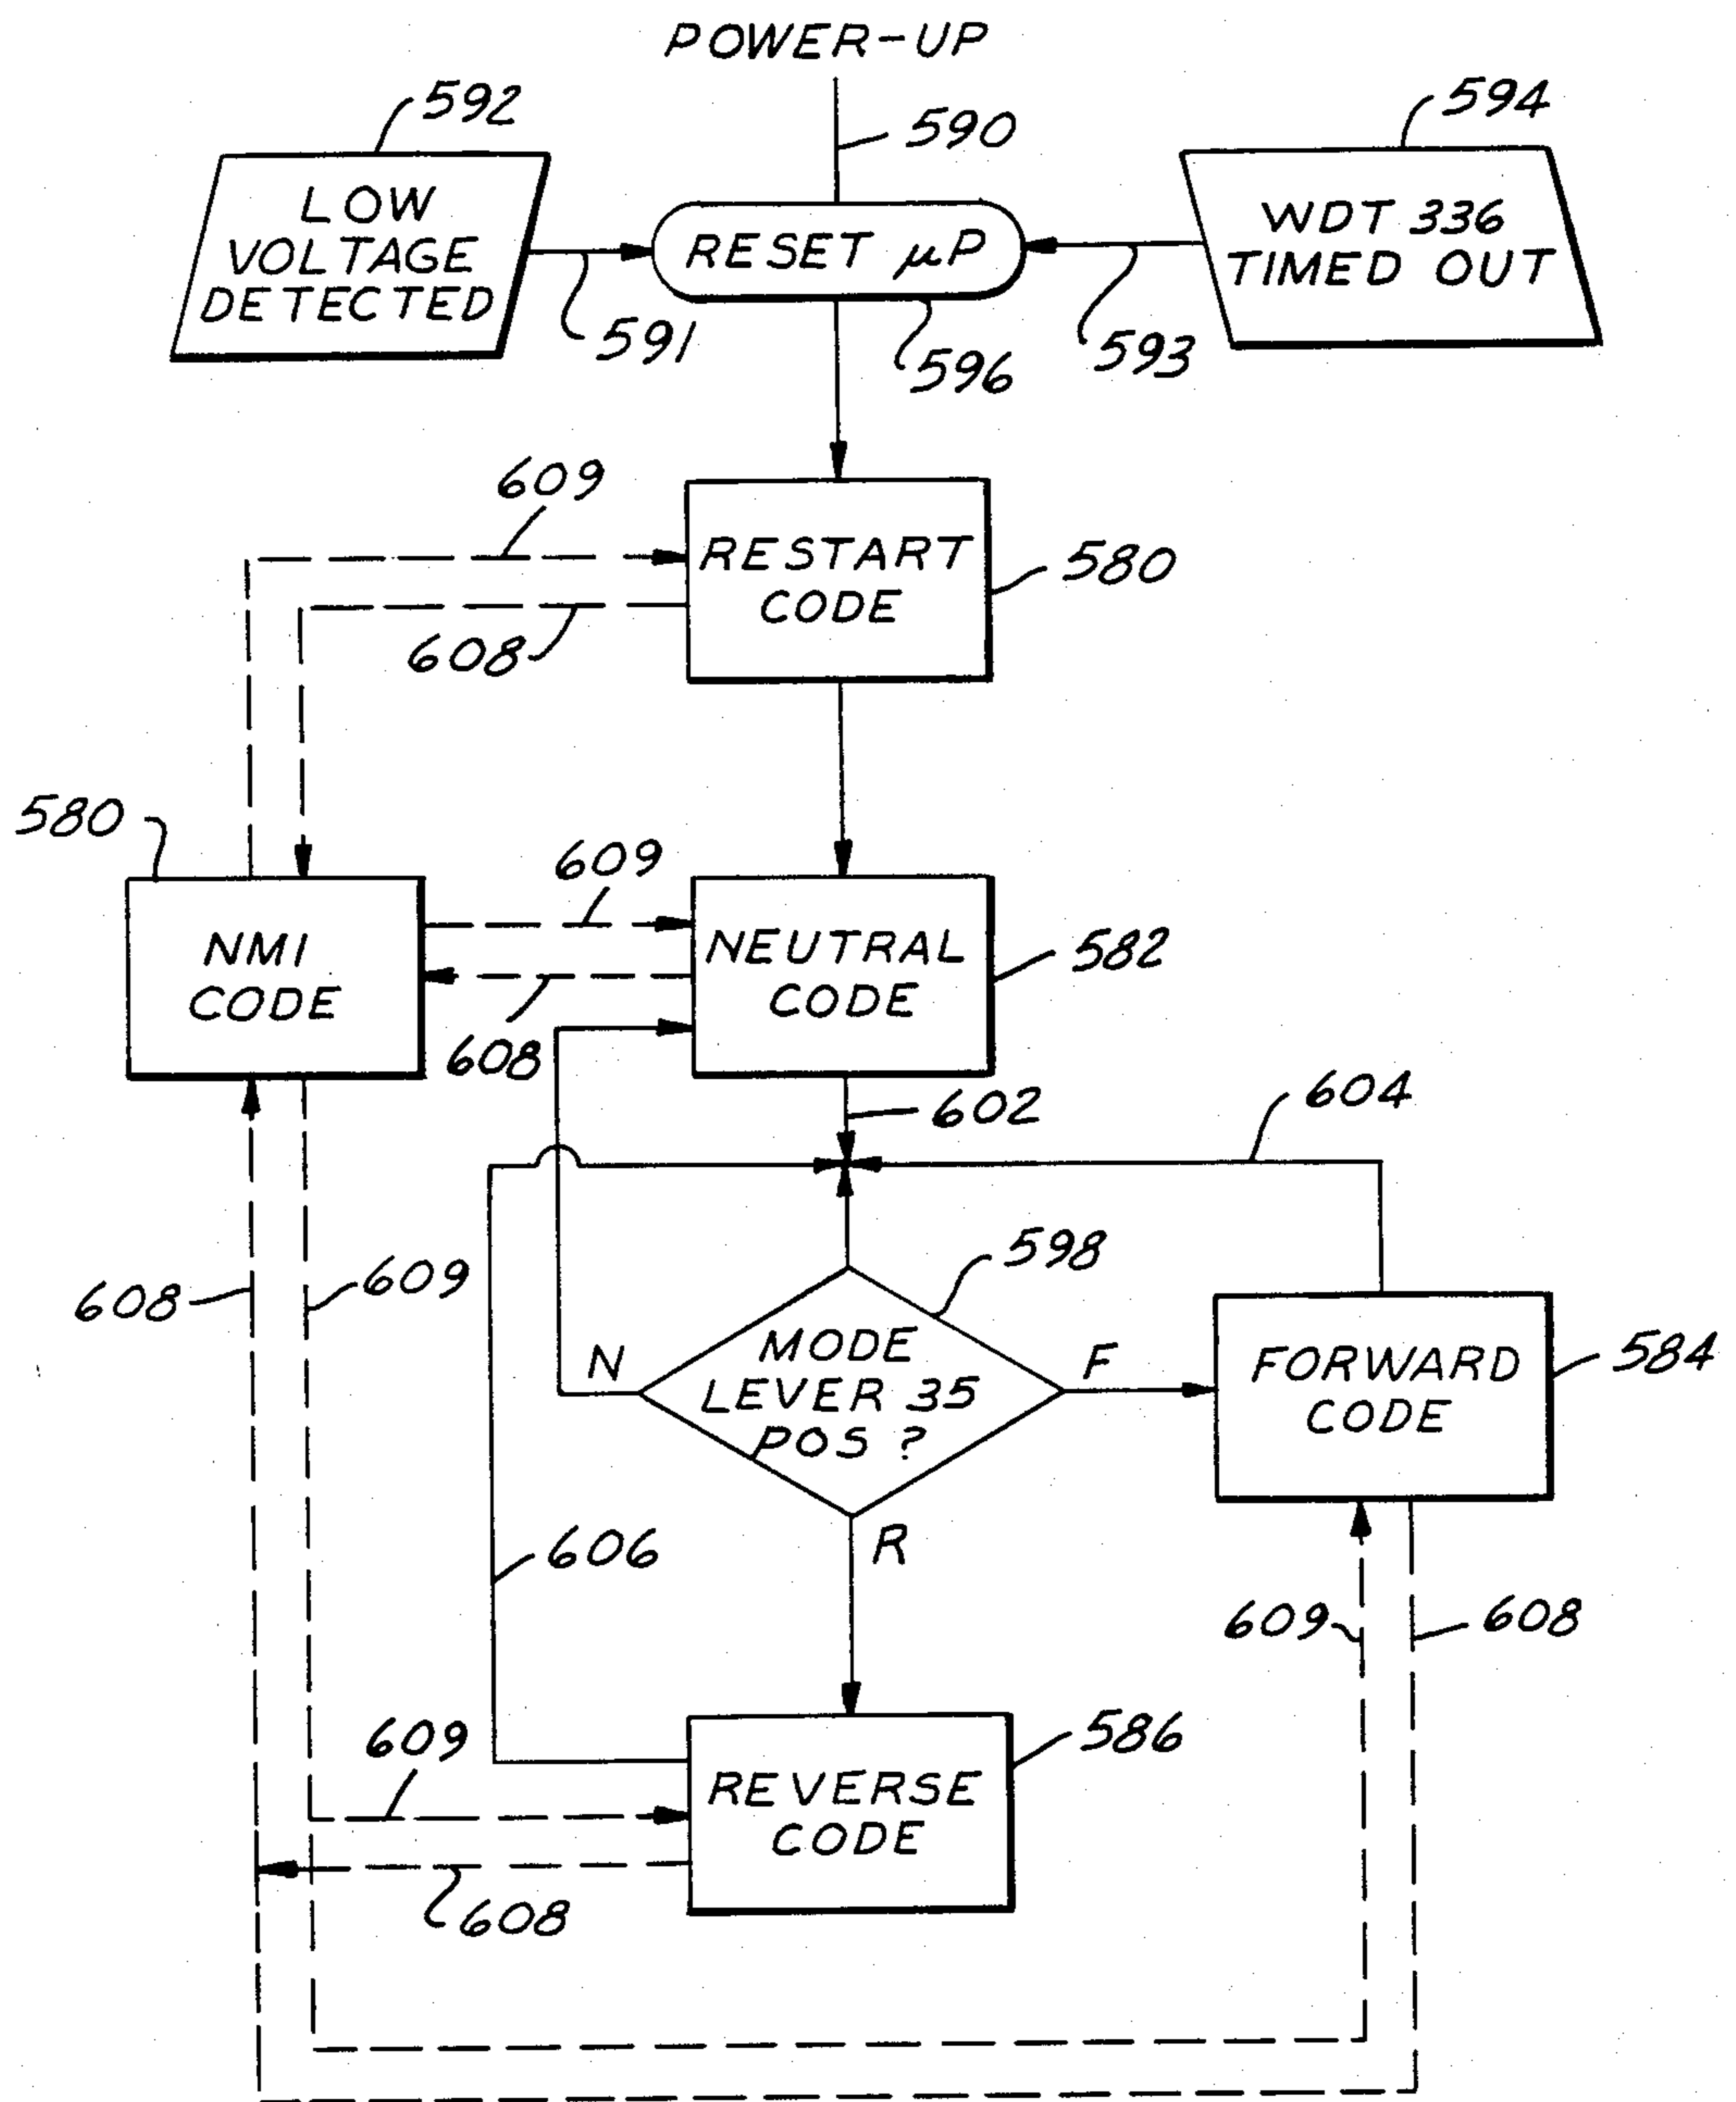 POWER-UP
592
590
594
LOW
VOLTAGE
DETECTED
RESET μP
WDT 336
TIMED OUT
591
596
593
609
RESTART
CODE
580
608
580
609
NMI
CODE
NEUTRAL
CODE
582
608
602
604
598
608
609
N
MODE
LEVER 35
POS ?
F
FORWARD
CODE
584
R
606
609
608
609
586
REVERSE
CODE
608